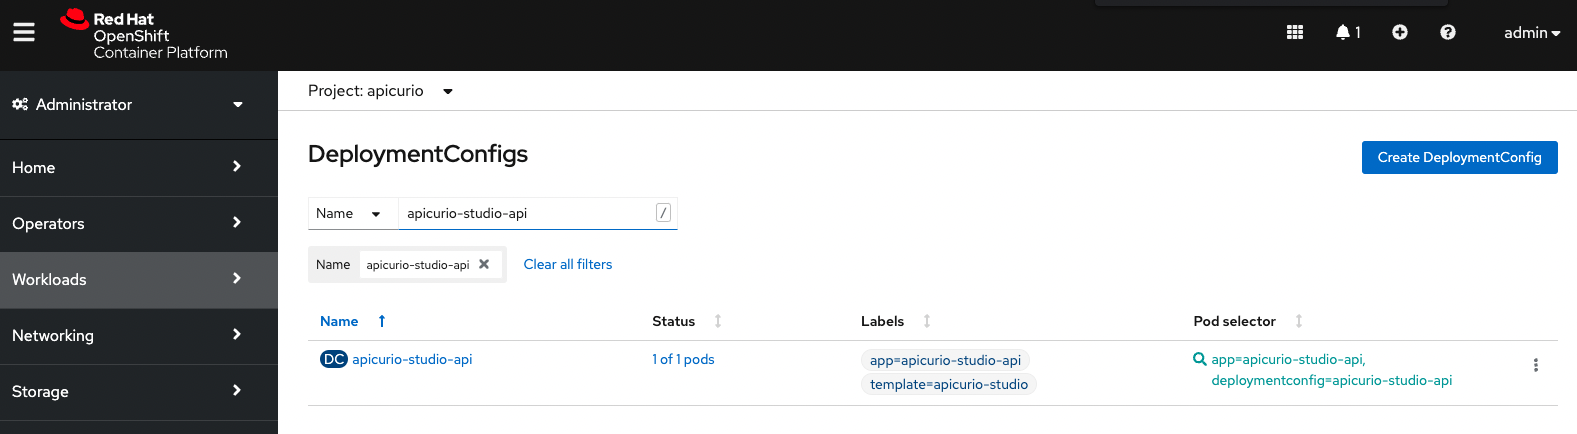 Red Hat
OpenShift
Container Platform
1
admin
Administrator
Home
Operators
Workloads
Networking
Storage
Project: apicurio
DeploymentConfigs
Create DeploymentConfig
Name apicurio-studio-api /
Name apicurio-studio-api Clear all filters
Name Status Labels Pod selector
DC apicurio-studio-api 1 of 1 pods app=apicurio-studio-api app=apicurio-studio-api,
template=apicurio-studio deploymentconfig=apicurio-studio-api